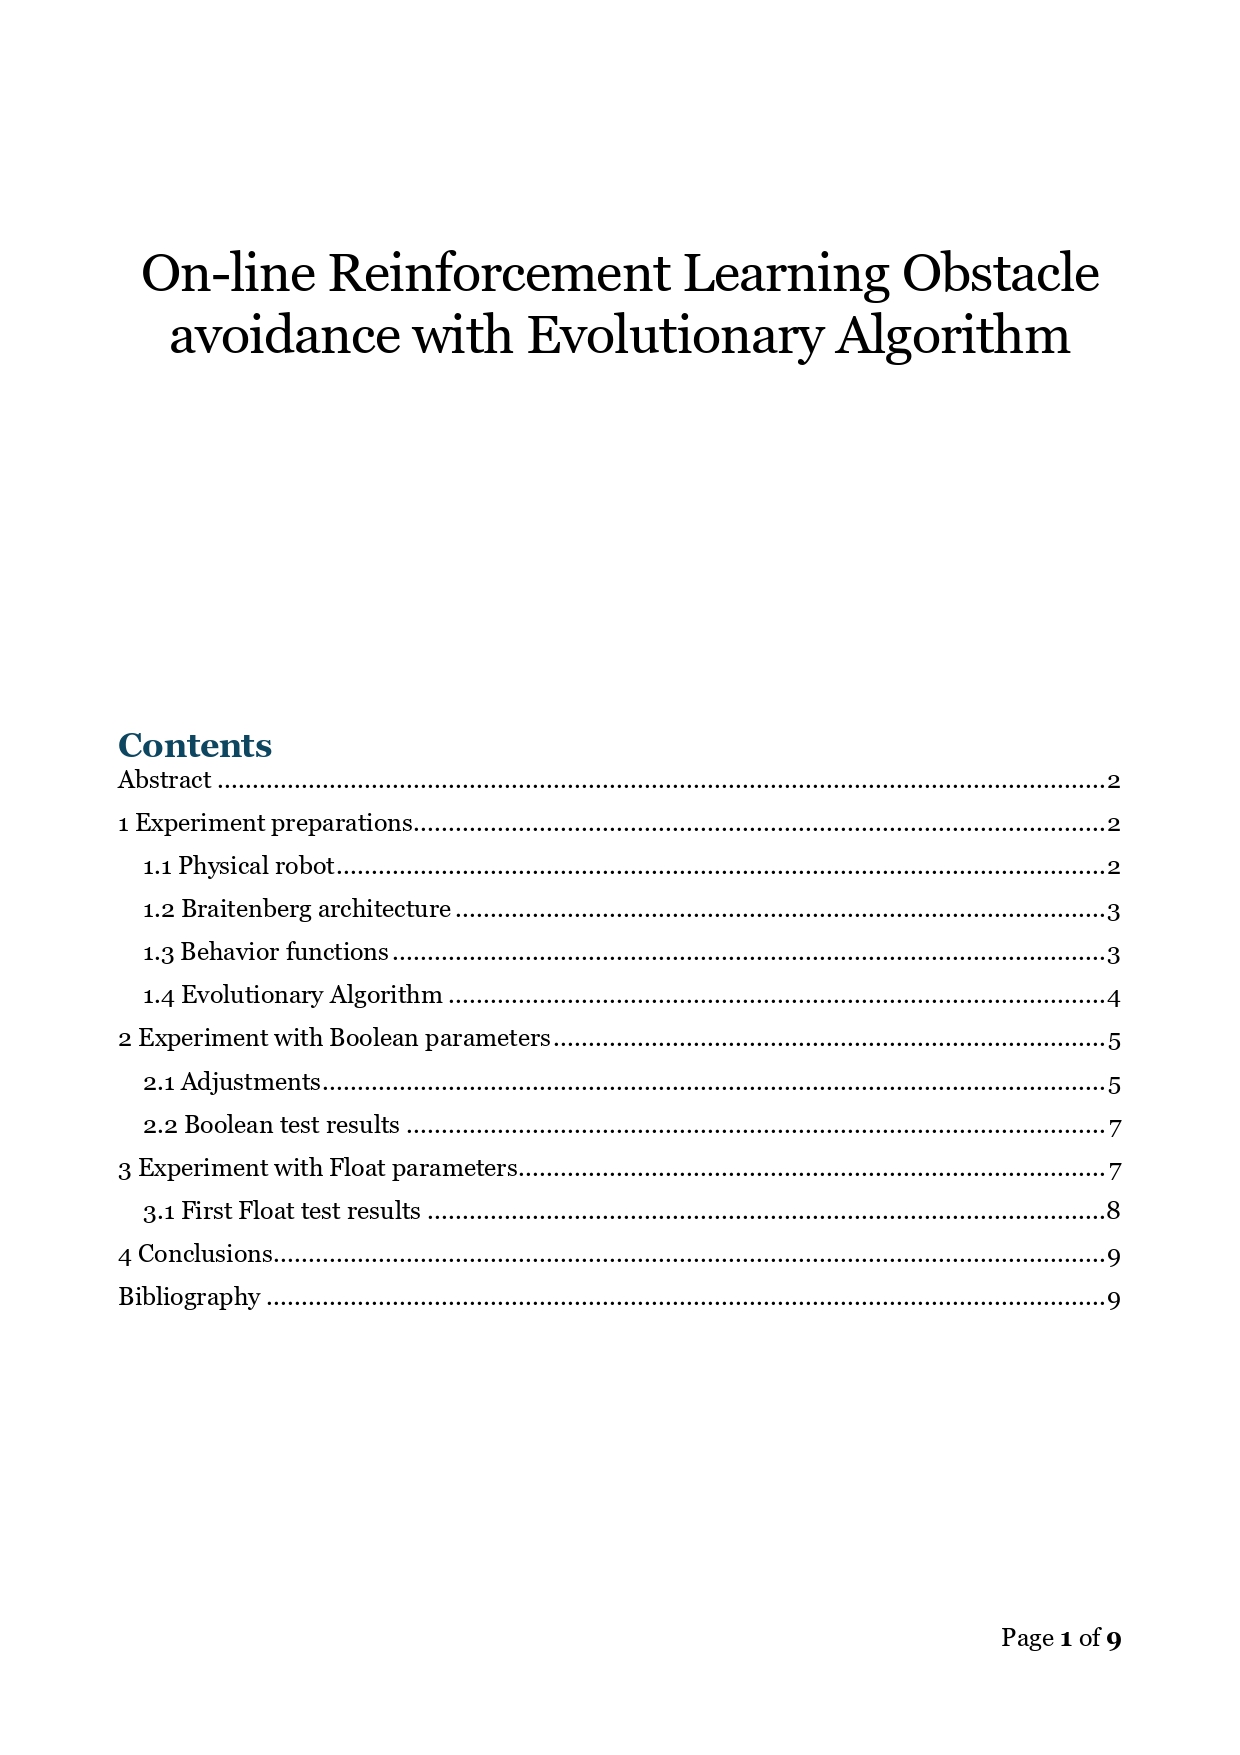 On-line Reinforcement Learning Obstacle
avoidance with Evolutionary Algorithm
Contents
Abstract ........................................................................................................................2
1 Experiment preparations.............................................................................................2
1.1 Physical robot.........................................................................................................2
1.2 Braitenberg architecture ........................................................................................3
1.3 Behavior functions .................................................................................................3
1.4 Evolutionary Algorithm .........................................................................................4
2 Experiment with Boolean parameters.........................................................................5
2.1 Adjustments...........................................................................................................5
2.2 Boolean test results ...............................................................................................7
3 Experiment with Float parameters..............................................................................7
3.1 First Float test results ............................................................................................8
4 Conclusions.................................................................................................................9
Bibliography ..................................................................................................................9
Page 1 of 9